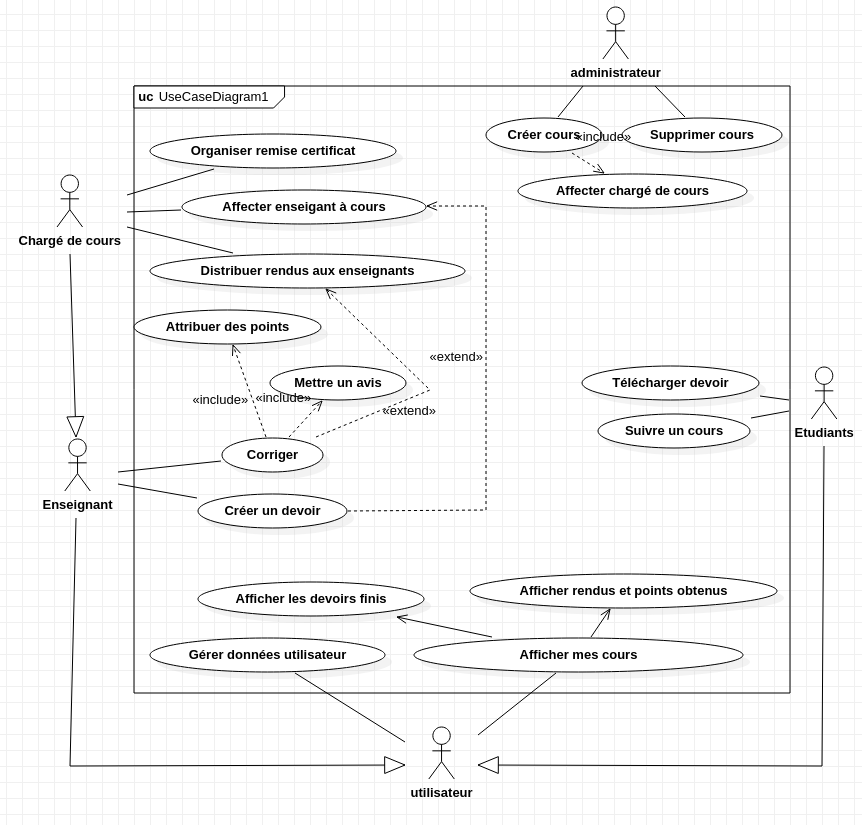 administrateur
uc UseCaseDiagram1
Créer cours
«include»
Supprimer cours
Organiser remise certificat
Affecter chargé de cours
Affecter enseigant à cours
Chargé de cours
Distribuer rendus aux enseignants
Attribuer des points
«extend»
Mettre un avis
Télécharger devoir
«include»
«include»
«extend»
Suivre un cours
Etudiants
Corriger
Enseignant
Créer un devoir
Afficher les devoirs finis
Afficher rendus et points obtenus
Gérer données utilisateur
Afficher mes cours
utilisateur